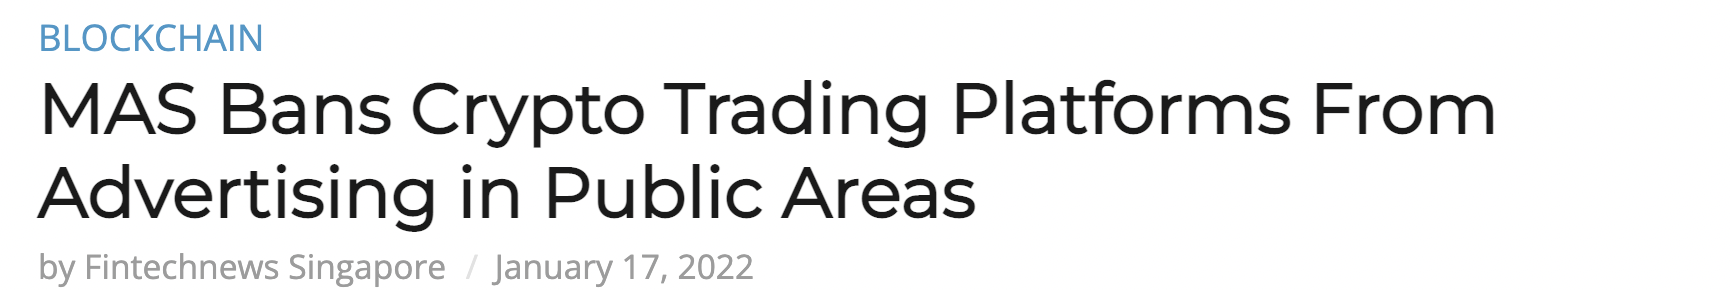 BLOCKCHAIN
MAS Bans Crypto Trading Platforms From
Advertising in Public Areas
by Fintechnews Singapore / January 17, 2022